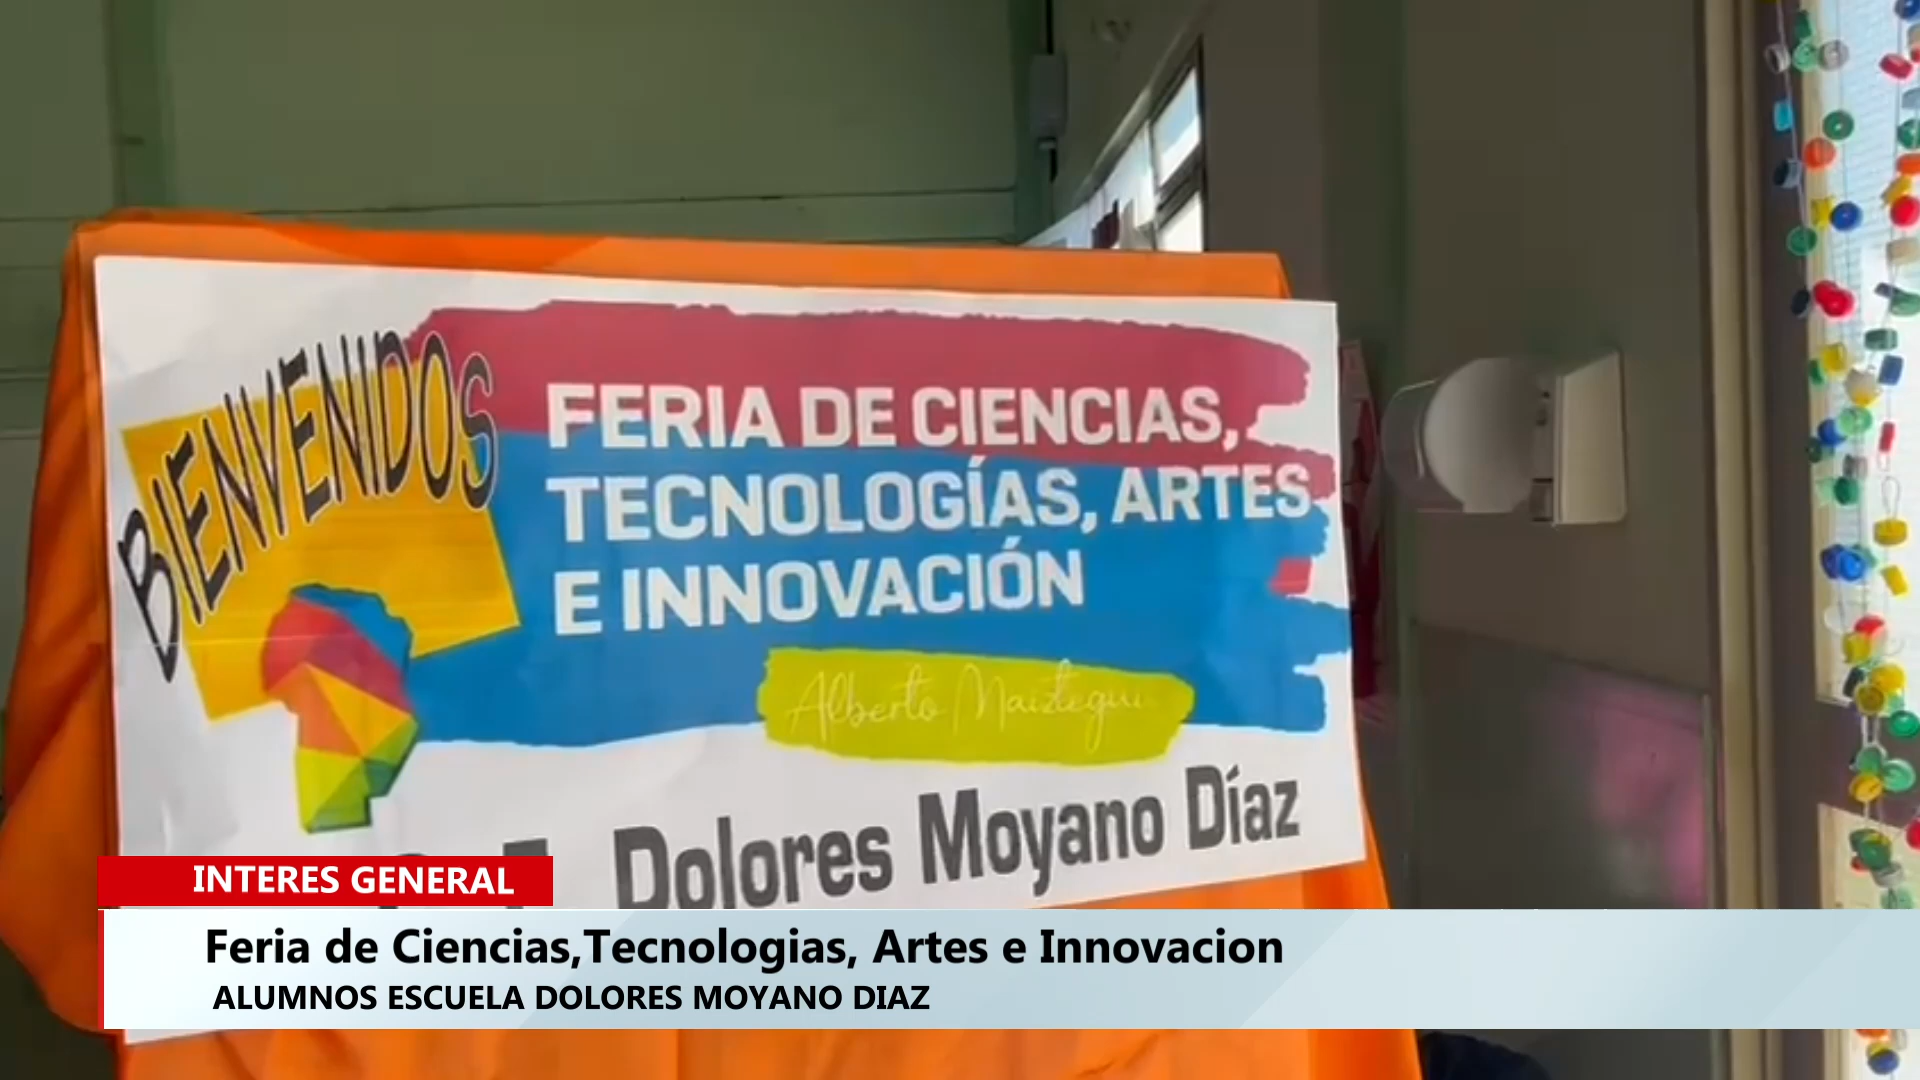 BIENVENIDOS
FERIA DE CIENCIAS,
TECNOLOGÍAS, ARTES
E INNOVACIÓN
Alberto Maiztegui
Dolores Moyano Díaz
INTERES GENERAL
Feria de Ciencias,Tecnologias, Artes e Innovacion
ALUMNOS ESCUELA DOLORES MOYANO DIAZ